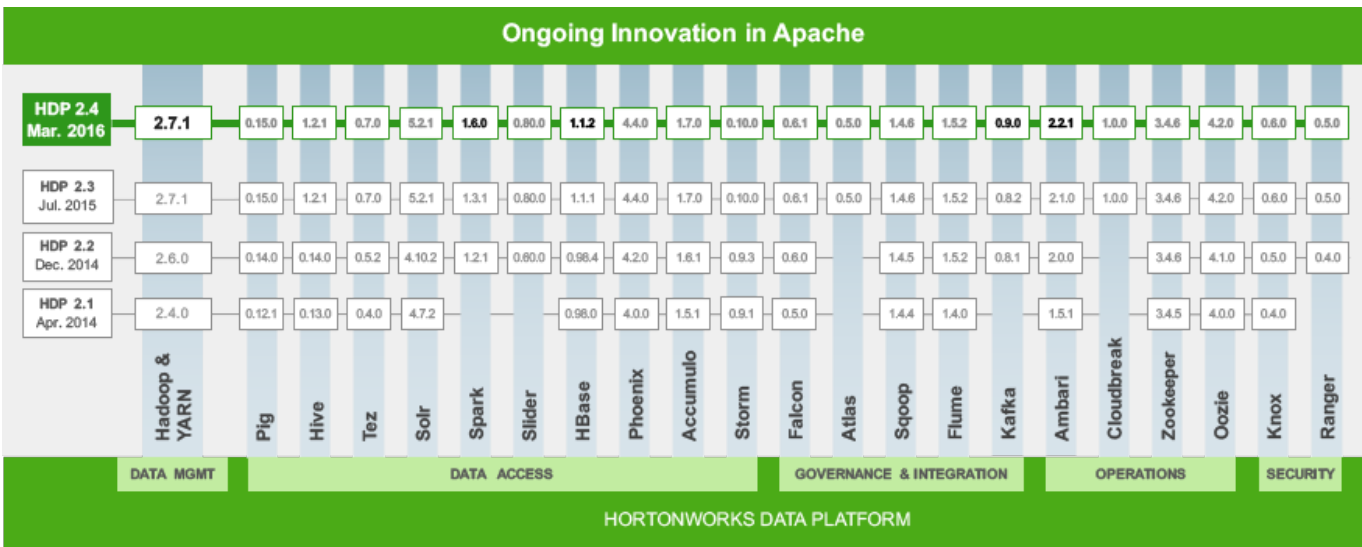 Ongoing Innovation in Apache
HDP 2.4
Mar. 2016
2.7.1 0.15.0 1.2.1 0.7.0 5.2.1 1.6.0 0.80.0 1.1.2 4.4.0 1.7.0 0.10.0 0.6.1 0.5.0 1.4.6 1.5.2 0.9.0 2.2.1 1.0.0 3.4.6 4.2.0 0.6.0 0.5.0
HDP 2.3
Jul. 2015
2.7.1 0.15.0 1.2.1 0.7.0 5.2.1 1.3.1 0.80.0 1.1.1 4.4.0 1.7.0 0.10.0 0.6.1 0.5.0 1.4.6 1.5.2 0.8.2 2.1.0 1.0.0 3.4.6 4.2.0 0.6.0 0.5.0
HDP 2.2
Dec. 2014
2.6.0 0.14.0 0.14.0 0.5.2 4.10.2 1.2.1 0.60.0 0.98.4 4.2.0 1.6.1 0.9.3 0.6.0 1.4.5 1.5.2 0.8.1 2.0.0 3.4.6 4.1.0 0.5.0 0.4.0
HDP 2.1
Apr. 2014
2.4.0 0.12.1 0.13.0 0.4.0 4.7.2 0.98.0 4.0.0 1.5.1 0.9.1 0.5.0 1.4.4 1.4.0 1.5.1 3.4.5 4.0.0 0.4.0
Hadoop &
YARN
Pig
Hive
Tez
Solr
Spark
Slider
HBase
Phoenix
Accumulo
Storm
Falcon
Atlas
Sqoop
Flume
Kafka
Ambari
Cloudbreak
Zookeeper
Oozie
Knox
Ranger
DATA MGMT
DATA ACCESS
GOVERNANCE & INTEGRATION
OPERATIONS
SECURITY
HORTONWORKS DATA PLATFORM